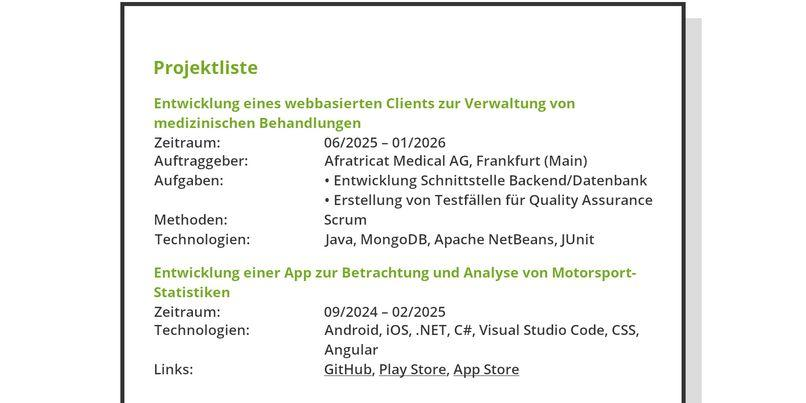 Projektliste
Entwicklung eines webbasierten Clients zur Verwaltung von
medizinischen Behandlungen
Zeitraum: 06/2025 – 01/2026
Auftraggeber: Afratricat Medical AG, Frankfurt (Main)
Aufgaben: • Entwicklung Schnittstelle Backend/Datenbank
• Erstellung von Testfällen für Quality Assurance
Methoden: Scrum
Technologien: Java, MongoDB, Apache NetBeans, JUnit
Entwicklung einer App zur Betrachtung und Analyse von Motorsport-
Statistiken
Zeitraum: 09/2024 – 02/2025
Technologien: Android, iOS, .NET, C#, Visual Studio Code, CSS,
Angular
Links: GitHub, Play Store, App Store